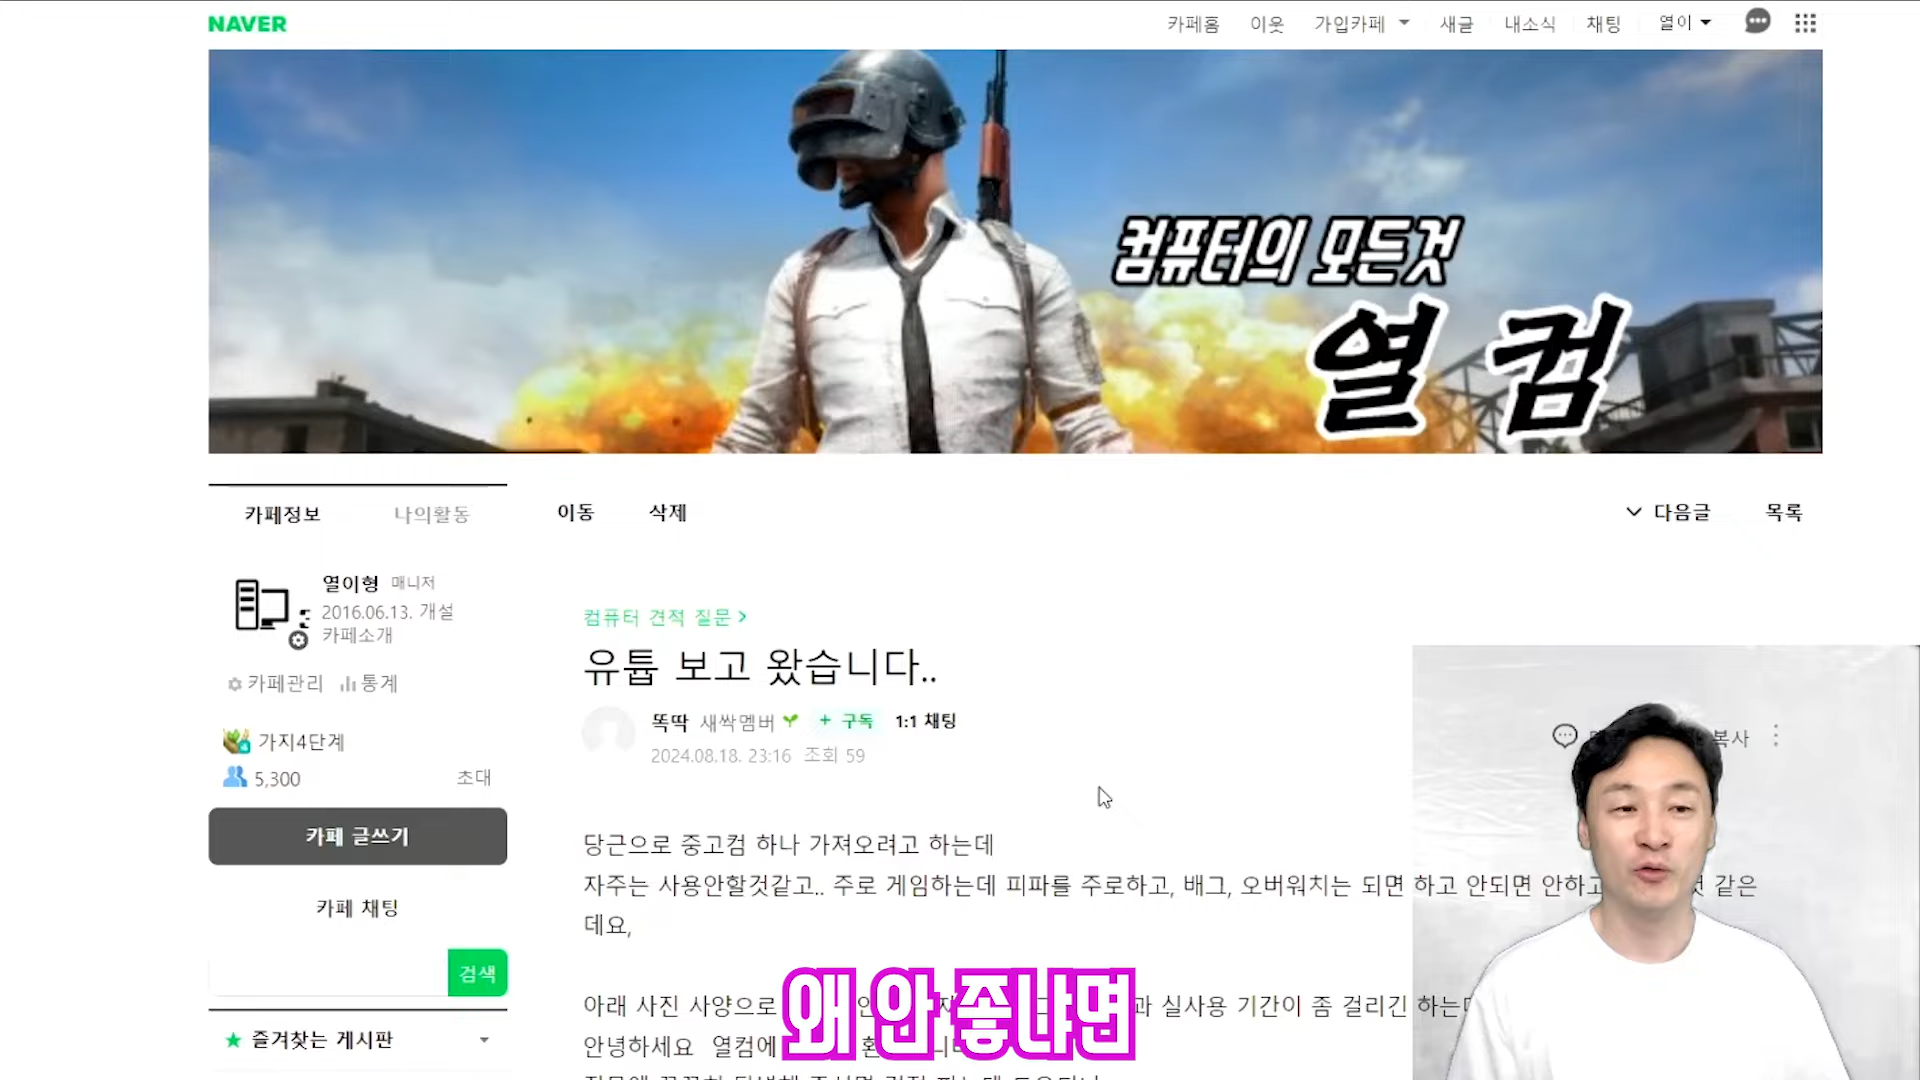 NAVER
카페홈 이웃 가입카페 새글 내소식 채팅 열이
컴퓨터의 모든것
열 컴
카페정보 나의활동
이동 삭제
다음글 목록
열이형 매니저
2016.06.13. 개설
카페소개
카페관리 통계
가지4단계
5,300 초대
카페 글쓰기
카페 채팅
검색
즐겨찾는 게시판
컴퓨터 견적 질문 >
유튭 보고 왔습니다..
똑딱 새싹멤버 + 구독 1:1 채팅
2024.08.18. 23:16 조회 59
복사
당근으로 중고컴 하나 가져오려고 하는데
자주는 사용안할것같고.. 주로 게임하는데 피파를 주로하고, 배그, 오버워치는 되면 하고 안되면 안하고 같은
데요,
아래 사진 사양으로 과 실사용 기간이 좀 걸리긴 하는데
안녕하세요 열컴에
왜 안 좋냐면